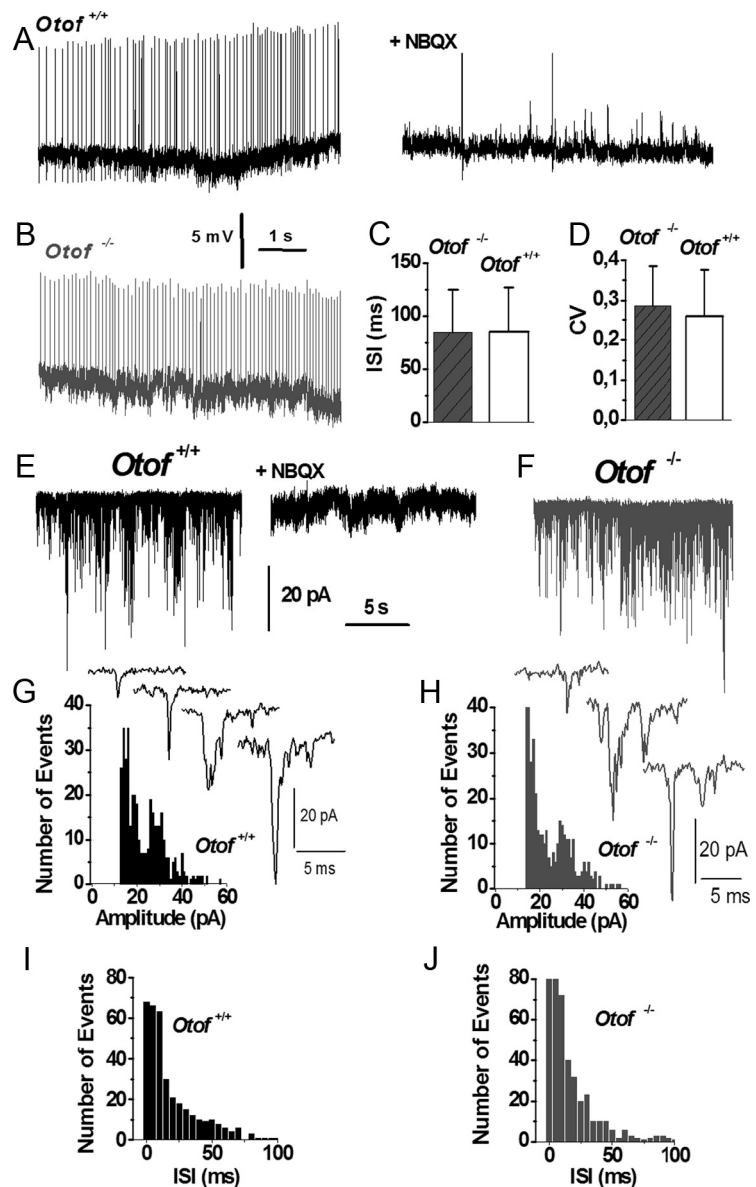 A
Otof +/+
+ NBQX
B
Otof -/-
5 mV
1 s
C
Otof -/-
Otof +/+
150
100
50
0
ISI (ms)
D
Otof -/-
Otof +/+
0,4
0,3
0,2
0,1
0,0
CV
E
Otof +/+
+ NBQX
20 pA
5 s
F
Otof -/-
G
40
30
20
10
0
Number of Events
0 20 40 60
Amplitude (pA)
Otof +/+
20 pA
5 ms
H
40
30
20
10
0
Number of Events
0 20 40 60
Amplitude (pA)
Otof -/-
20 pA
5 ms
I
80
60
40
20
0
Number of Events
Otof +/+
0 50 100
ISI (ms)
J
80
60
40
20
0
Number of Events
Otof -/-
0 50 100
ISI (ms)